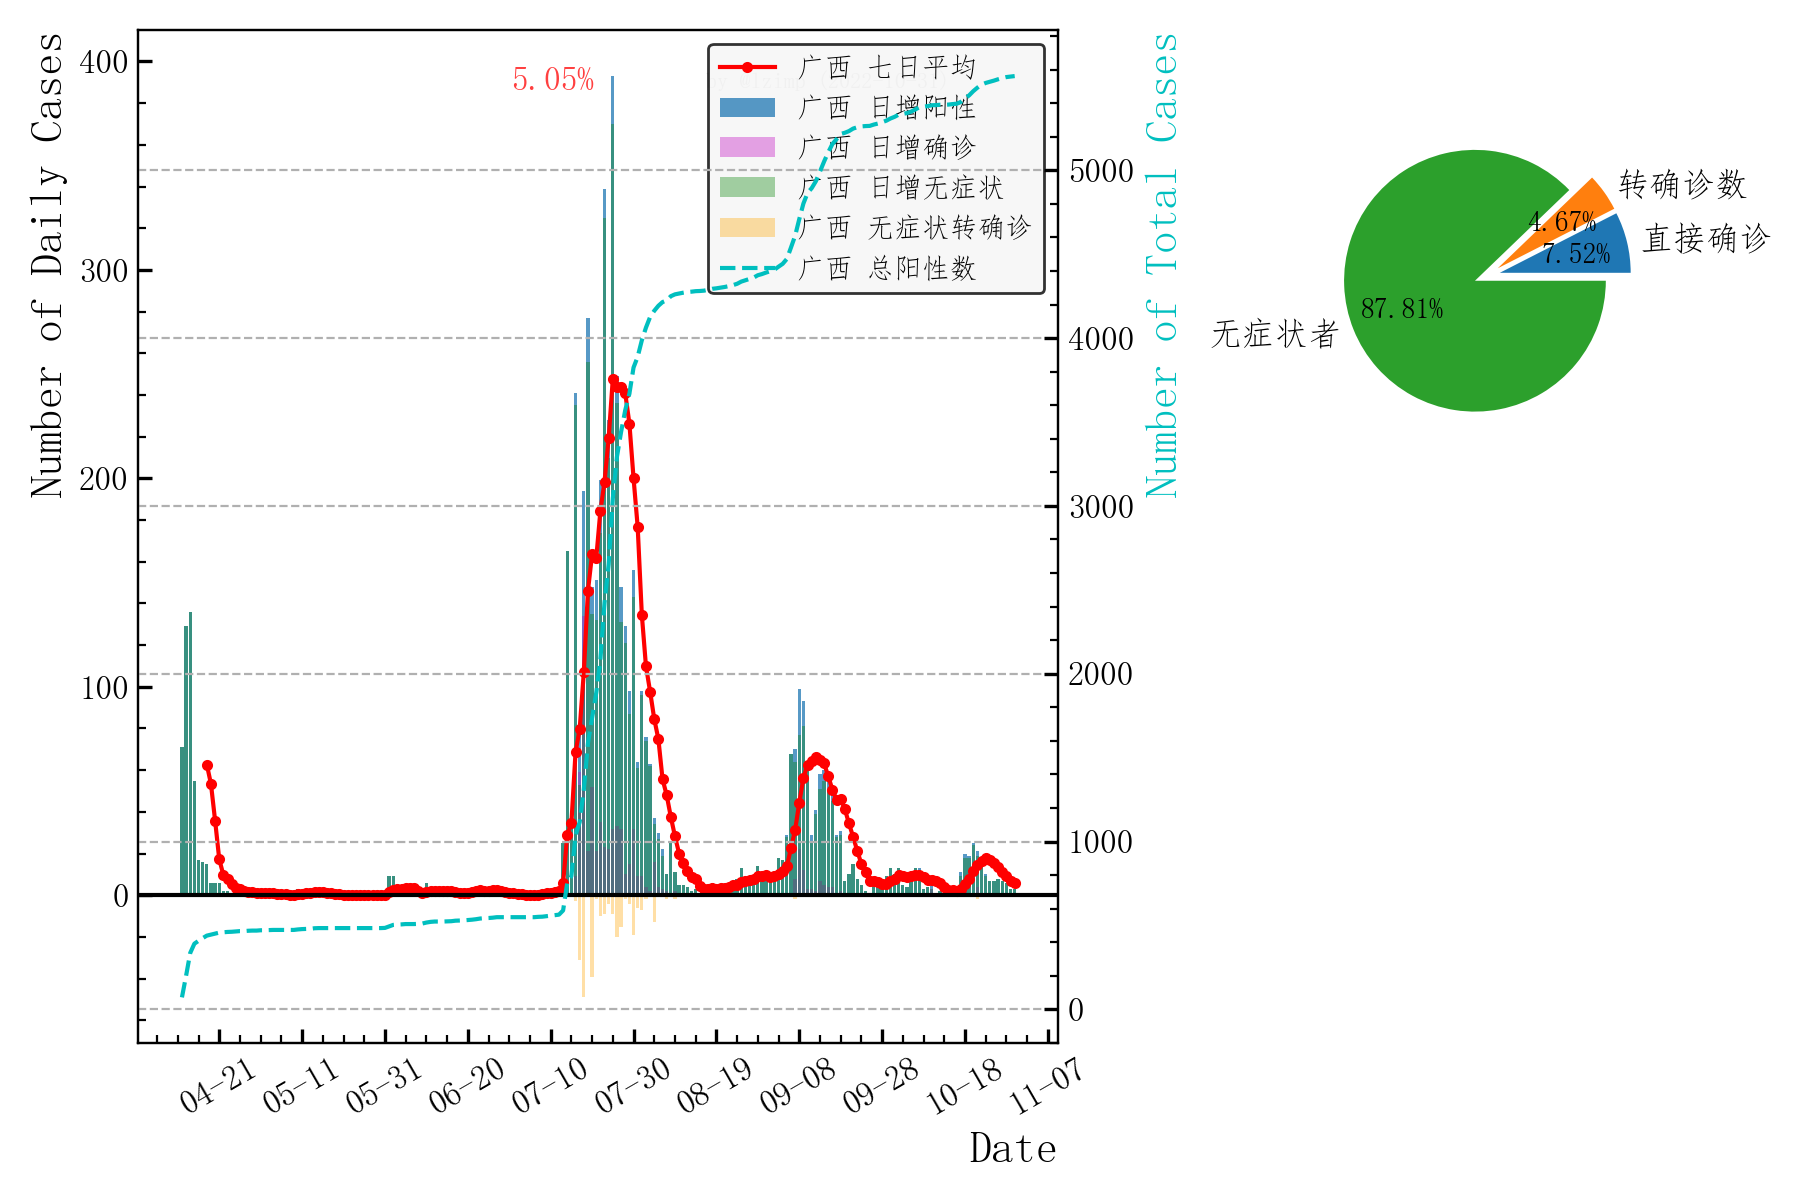 Number of Daily Cases
400
300
200
100
0
5.05%
广西 七日平均
广西 日增阳性
广西 日增确诊
广西 日增无症状
广西 无症状转确诊
广西 总阳性数
5000
4000
3000
2000
1000
0
Number of Total Cases
04-21
05-11
05-31
06-20
07-10
07-30
08-19
09-08
09-28
10-18
11-07
Date
转确诊数
4.67%
直接确诊
7.52%
87.81%
无症状者